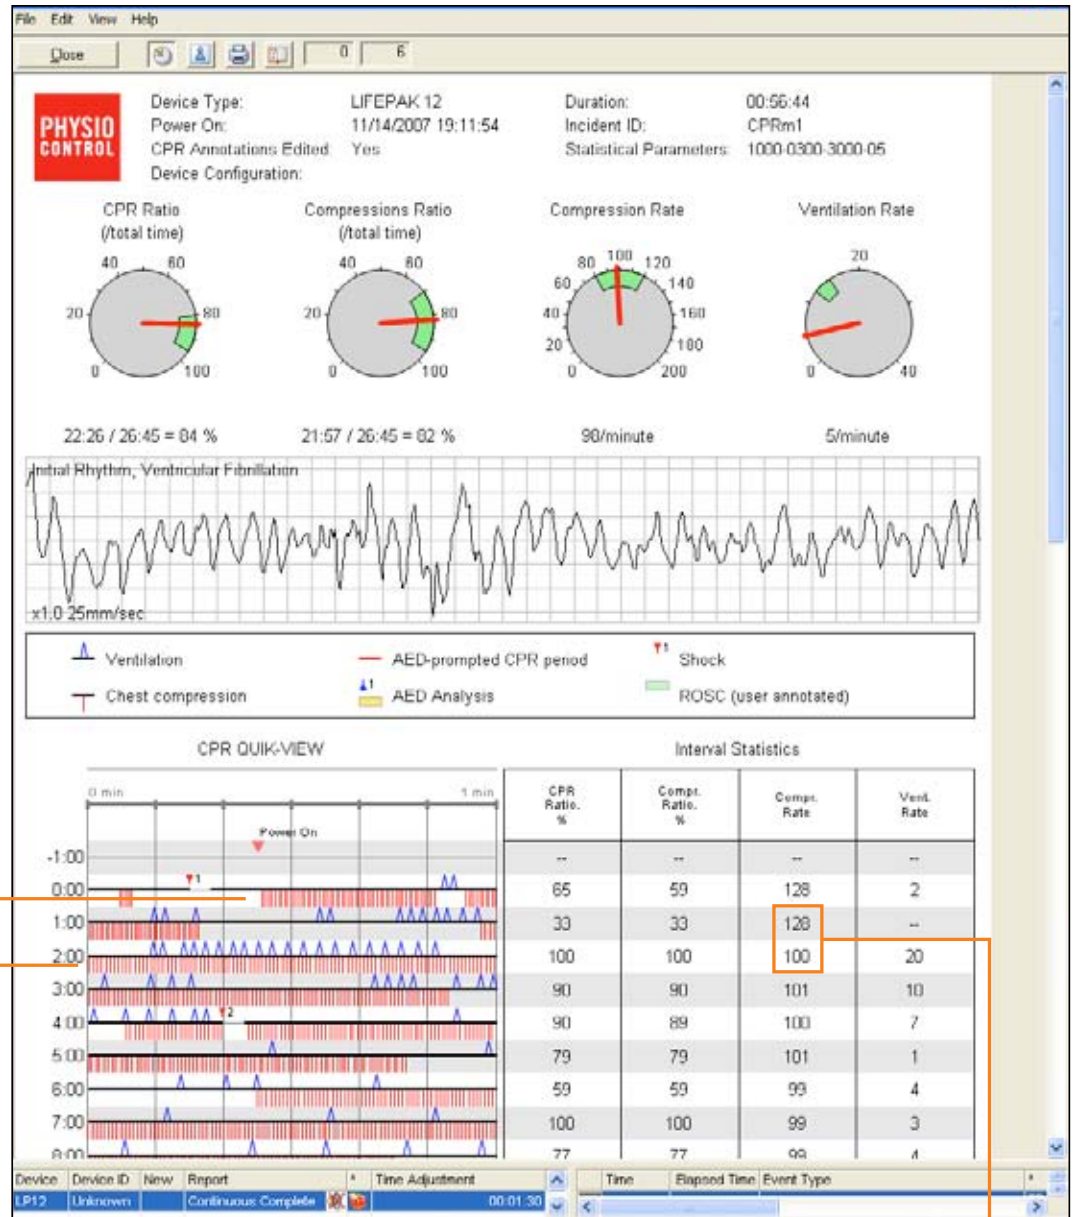 File Edit View Help
Close 0 6
PHYSIO
CONTROL
Device Type: LIFEPAK 12 Duration: 00:56:44
Power On: 11/14/2007 19:11:54 Incident ID: CPRm1
CPR Annotations Edited Yes Statistical Parameters: 1000-0300-3000-05
Device Configuration:
CPR Ratio Compressions Ratio Compression Rate Ventilation Rate
(/total time) (/total time)
0 20 40 60 80 100
0 20 40 60 80 100
0 20 40 60 80 100 120 140 160 180 200
0 20 40
22:26 / 26:45 = 84 % 21:57 / 26:45 = 82 % 98/minute 5/minute
Initial Rhythm, Ventricular Fibrillation
x1.0 25mm/sec
Ventilation AED-prompted CPR period 1 Shock
Chest compression 1 AED Analysis ROSC (user annotated)
CPR QUIK-VIEW Interval Statistics
0 min 1 min CPR Ratio. % Compr. Ratio. % Compr. Rate Vent. Rate
Power On
-1:00 -- -- -- --
1
0:00 65 59 128 2
1:00 33 33 128 --
2:00 100 100 100 20
3:00 90 90 101 10
2
4:00 90 89 100 7
5:00 79 79 101 1
6:00 59 59 99 4
7:00 100 100 99 3
8:00 77 77 99 4
Device Device ID New Report * Time Adjustment Time Elapsed Time Event Type *
LP12 Unknown Continuous Complete 00:01:30